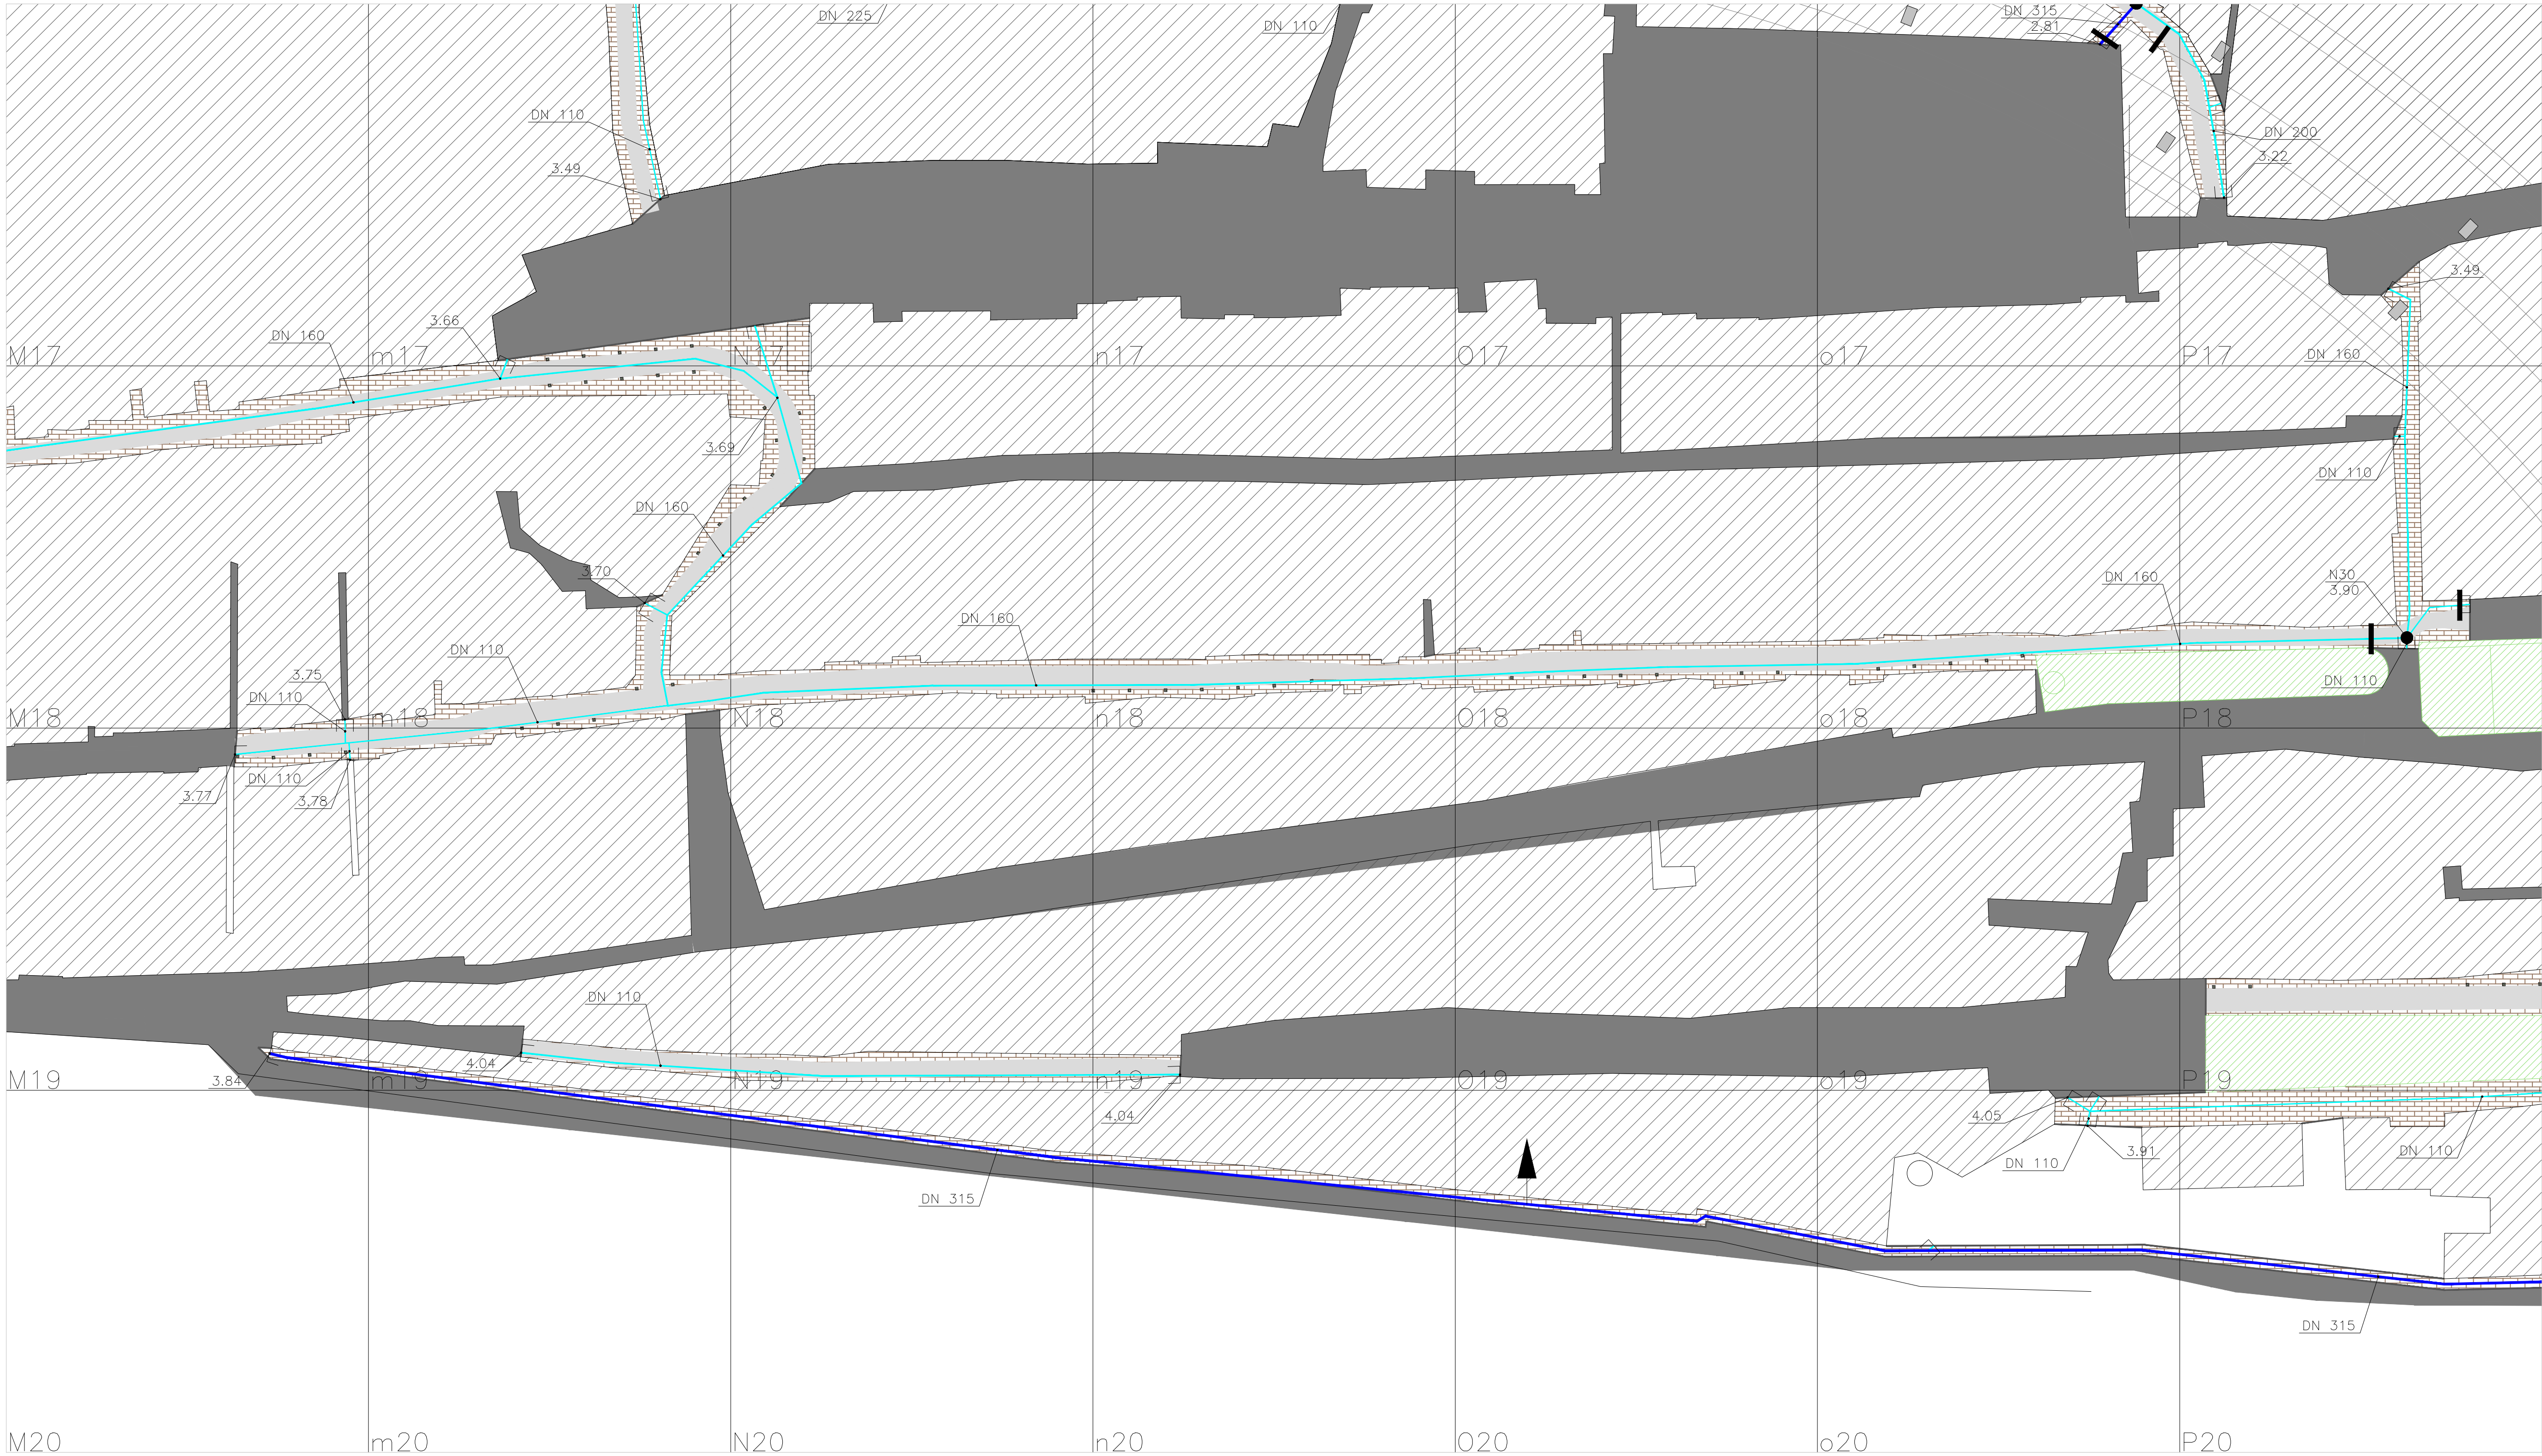 DN 225
DN 110
DN 315
2.81
DN 110
DN 200
3.49
3.22
3.49
3.66
DN 160
M17
m17
N17
n17
O17
o17
P17
DN 160
3.69
DN 110
DN 160
3.70
N30
3.90
DN 160
DN 160
DN 110
3.75
DN 110
DN 110
M18
m18
N18
n18
O18
o18
P18
DN 110
3.77
3.78
DN 110
4.04
3.84
M19
m19
N19
n19
O19
o19
P19
4.04
4.05
DN 110
3.91
DN 110
DN 315
DN 315
M20
m20
N20
n20
O20
o20
P20